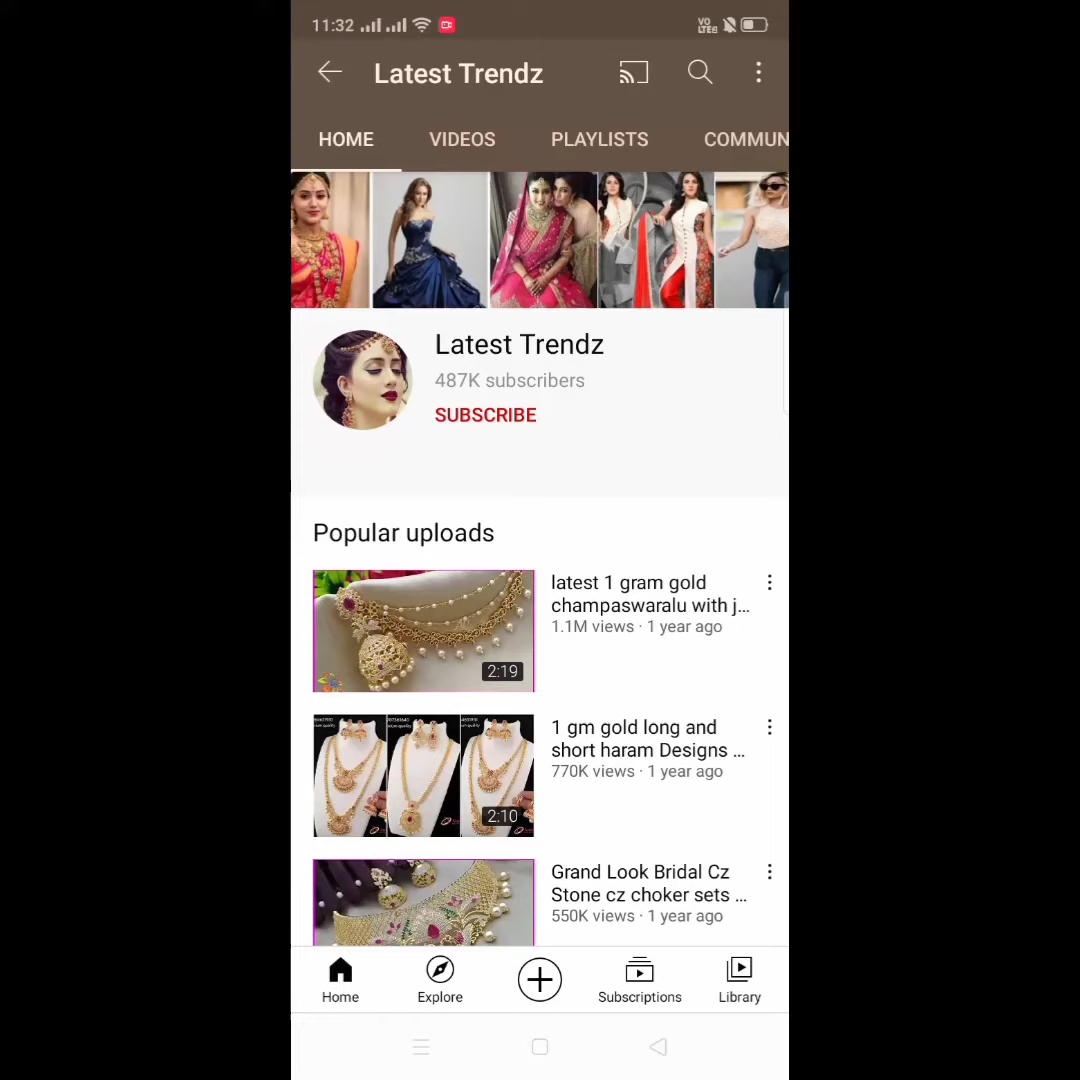 11:32
VO
LTE
Latest Trendz
HOME VIDEOS PLAYLISTS COMMUN
Latest Trendz
487K subscribers
SUBSCRIBE
Popular uploads
latest 1 gram gold
champaswaralu with j...
1.1M views · 1 year ago
2:19
1 gm gold long and
short haram Designs ...
770K views · 1 year ago
2:10
Grand Look Bridal Cz
Stone cz choker sets ...
550K views · 1 year ago
Home Explore Subscriptions Library